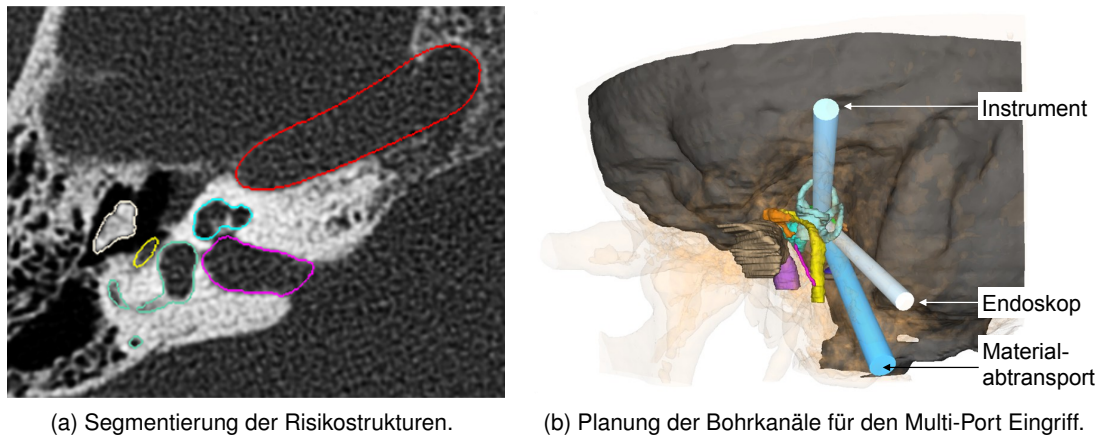 Instrument
Endoskop
Material-
abtransport
(a) Segmentierung der Risikostrukturen.
(b) Planung der Bohrkanäle für den Multi-Port Eingriff.